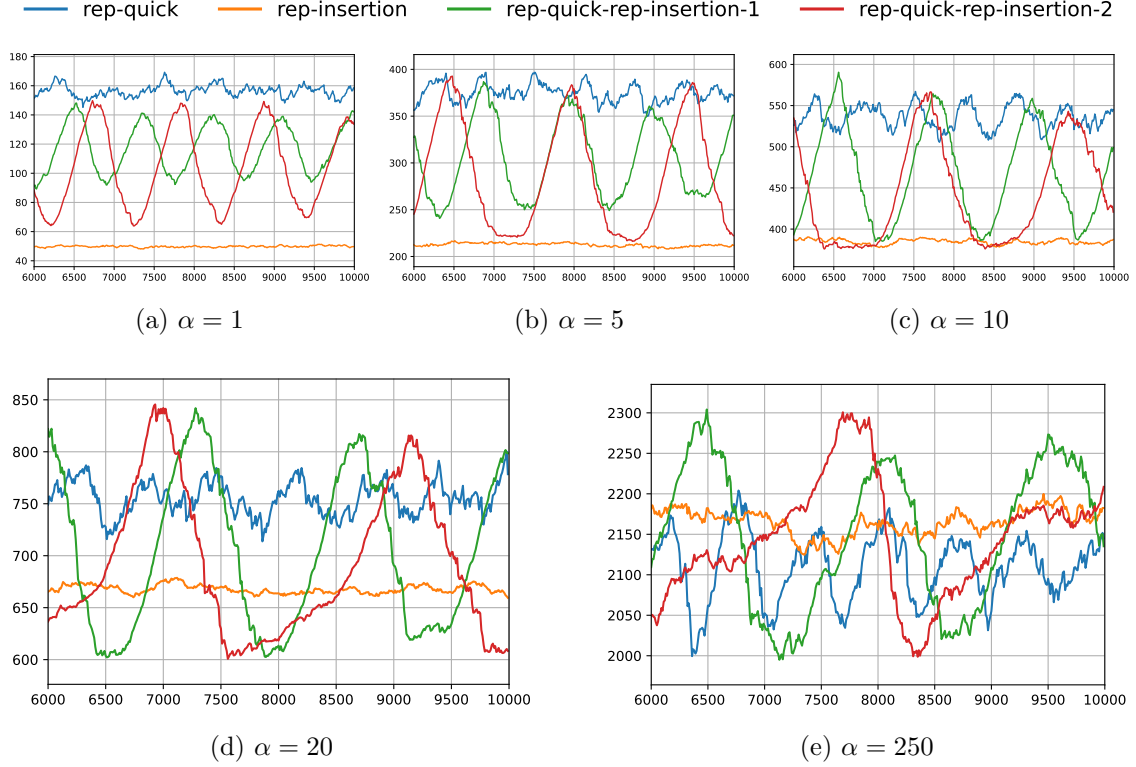 rep-quick rep-insertion rep-quick-rep-insertion-1 rep-quick-rep-insertion-2
180
160
140
120
100
80
60
40
6000 6500 7000 7500 8000 8500 9000 9500 10000
(a) α = 1
400
350
300
250
200
6000 6500 7000 7500 8000 8500 9000 9500 10000
(b) α = 5
600
550
500
450
400
6000 6500 7000 7500 8000 8500 9000 9500 10000
(c) α = 10
850
800
750
700
650
600
6000 6500 7000 7500 8000 8500 9000 9500 10000
(d) α = 20
2300
2250
2200
2150
2100
2050
2000
6000 6500 7000 7500 8000 8500 9000 9500 10000
(e) α = 250